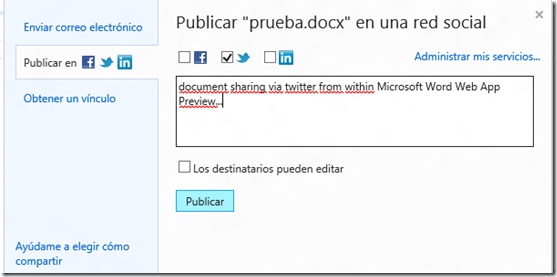 Enviar correo electrónico
Publicar en
Obtener un vínculo
Ayúdame a elegir cómo
compartir
Publicar "prueba.docx" en una red social
Administrar mis servicios...
document sharing via twitter from within Microsoft Word Web App
Preview...
Los destinatarios pueden editar
Publicar